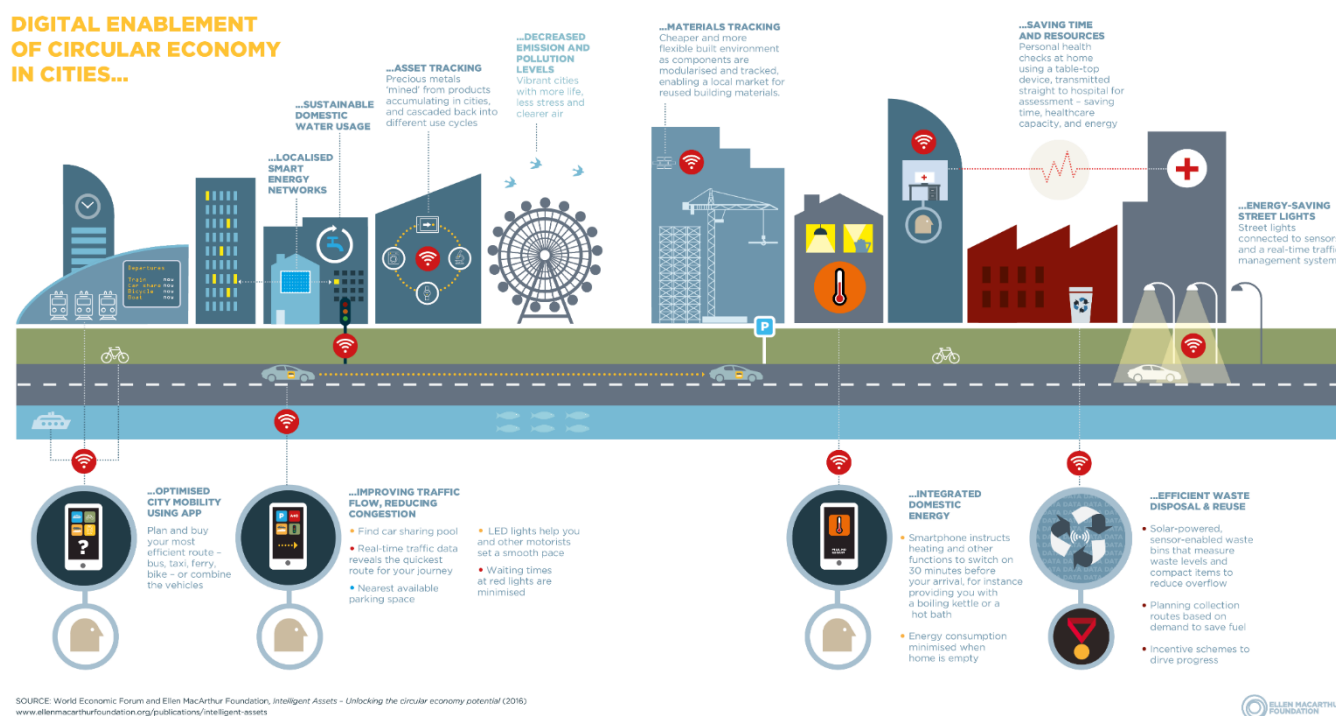 DIGITAL ENABLEMENT
OF CIRCULAR ECONOMY
IN CITIES...
...LOCALISED
SMART
ENERGY
NETWORKS
...SUSTAINABLE
DOMESTIC
WATER USAGE
...ASSET TRACKING
Precious metals
'mined' from products
accumulating in cities,
and cascaded back into
different use cycles
...DECREASED
EMISSION AND
POLLUTION
LEVELS
Vibrant cities
with more life,
less stress and
clearer air
...MATERIALS TRACKING
Cheaper and more
flexible built environment
as components are
modularised and tracked,
enabling a local market for
reused building materials.
...SAVING TIME
AND RESOURCES
Personal health
checks at home
using a table-top
device, transmitted
straight to hospital for
assessment – saving
time, healthcare
capacity, and energy
...ENERGY-SAVING
STREET LIGHTS
Street lights
connected to sensors
and a real-time traffic
management system
Departures
Train now
Car share now
Bicycle now
Boat now
P
...OPTIMISED
CITY MOBILITY
USING APP
Plan and buy
your most
efficient route –
bus, taxi, ferry,
bike – or combine
the vehicles
?
...IMPROVING TRAFFIC
FLOW, REDUCING
CONGESTION
• Find car sharing pool
• Real-time traffic data
reveals the quickest
route for your journey
• Nearest available
parking space
• LED lights help you
and other motorists
set a smooth pace
• Waiting times
at red lights are
minimised
P
...INTEGRATED
DOMESTIC
ENERGY
• Smartphone instructs
heating and other
functions to switch on
30 minutes before
your arrival, for instance
providing you with
a boiling kettle or a
hot bath
• Energy consumption
minimised when
home is empty
DATA DATA DATA
...EFFICIENT WASTE
DISPOSAL & REUSE
• Solar-powered,
sensor-enabled waste
bins that measure
waste levels and
compact items to
reduce overflow
• Planning collection
routes based on
demand to save fuel
• Incentive schemes to
dirve progress
SOURCE: World Economic Forum and Ellen MacArthur Foundation, Intelligent Assets – Unlocking the circular economy potential (2016)
www.ellenmacarthurfoundation.org/publications/intelligent-assets
ELLEN MACARTHUR
FOUNDATION